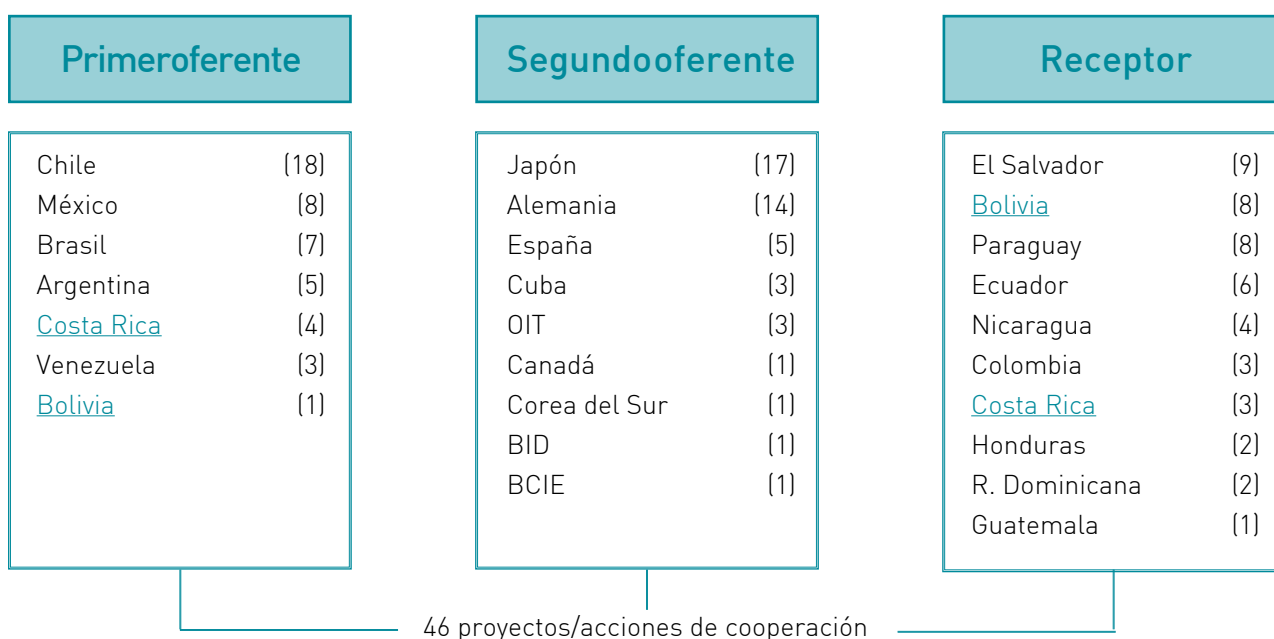 Primeroferente
Chile (18)
México (8)
Brasil (7)
Argentina (5)
Costa Rica (4)
Venezuela (3)
Bolivia (1)
Segundooferente
Japón (17)
Alemania (14)
España (5)
Cuba (3)
OIT (3)
Canadá (1)
Corea del Sur (1)
BID (1)
BCIE (1)
Receptor
El Salvador (9)
Bolivia (8)
Paraguay (8)
Ecuador (6)
Nicaragua (4)
Colombia (3)
Costa Rica (3)
Honduras (2)
R. Dominicana (2)
Guatemala (1)
46 proyectos/acciones de cooperación